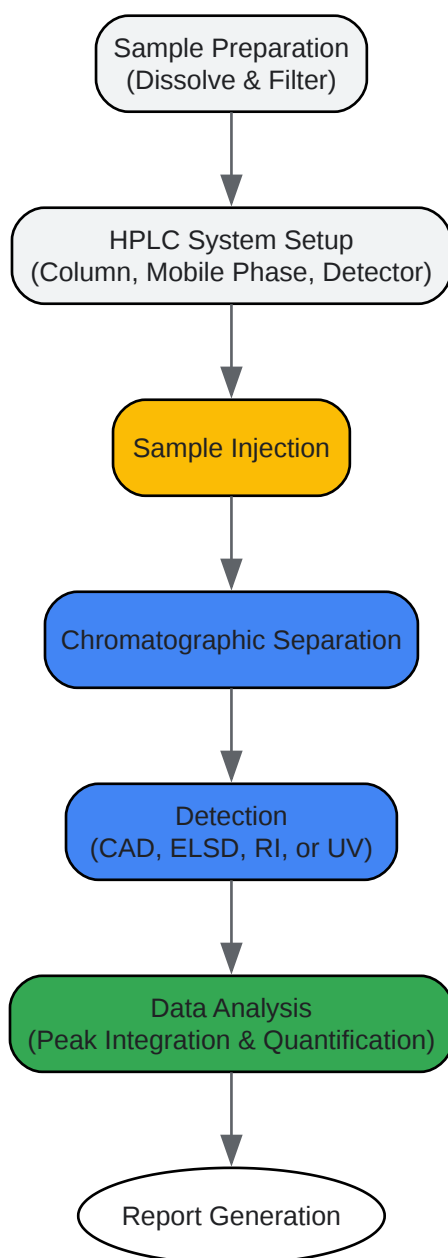 Sample Preparation
(Dissolve & Filter)
HPLC System Setup
(Column, Mobile Phase, Detector)
Sample Injection
Chromatographic Separation
Detection
(CAD, ELSD, RI, or UV)
Data Analysis
(Peak Integration & Quantification)
Report Generation